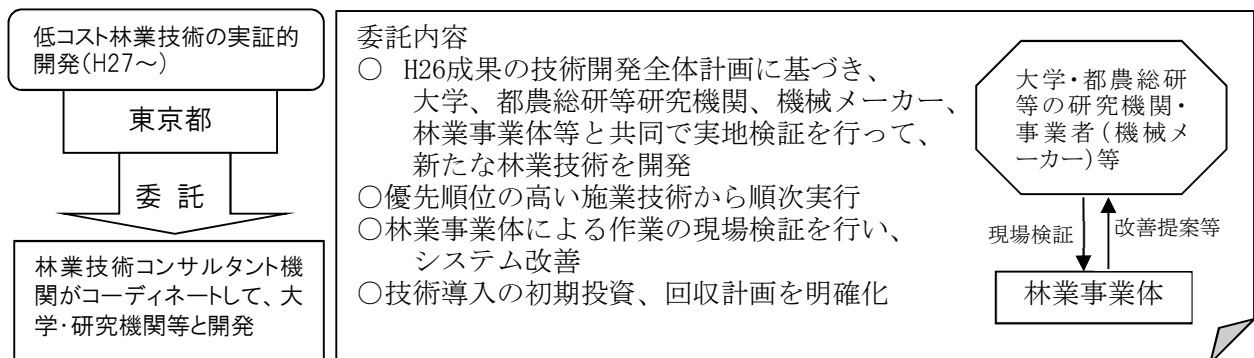 低コスト林業技術の実証的
開発(H27～)
東京都
委 託
林業技術コンサルタント機
関がコーディネートして、大
学・研究機関等と開発
委託内容
○ H26成果の技術開発全体計画に基づき、
大学、都農総研等研究機関、機械メーカー、
林業事業体等と共同で実地検証を行って、
新たな林業技術を開発
○優先順位の高い施業技術から順次実行
○林業事業体による作業の現場検証を行い、
システム改善
○技術導入の初期投資、回収計画を明確化
大学・都農総研
等の研究機関・
事業者(機械メ
ーカー)等
現場検証
改善提案等
林業事業体